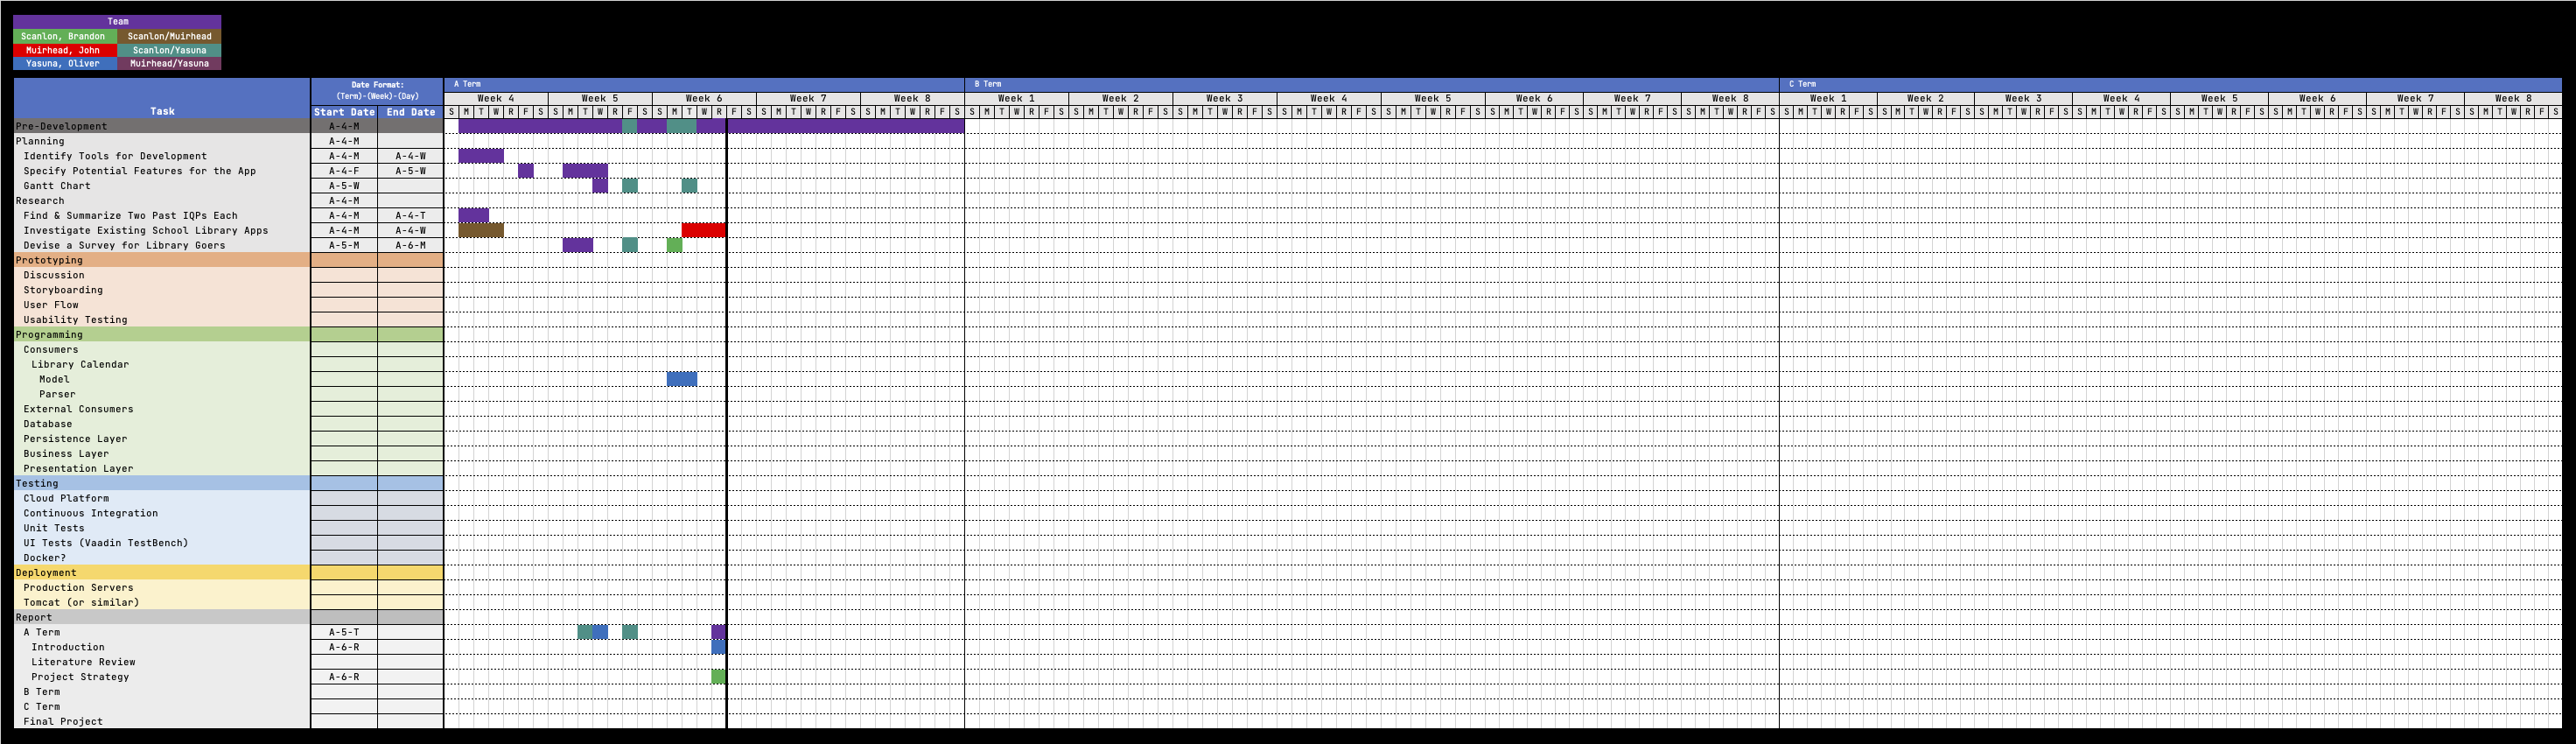 Team
Scanlon, Brandon Scanlon/Muirhead
Muirhead, John Scanlon/Yasuna
Yasuna, Oliver Muirhead/Yasuna
Date Format: A Term B Term C Term
(Term)-(Week)-(Day)
Week 4 Week 5 Week 6 Week 7 Week 8 Week 1 Week 2 Week 3 Week 4 Week 5 Week 6 Week 7 Week 8 Week 1 Week 2 Week 3 Week 4 Week 5 Week 6 Week 7 Week 8
Task Start Date End Date S M T W R F S S M T W R F S S M T W R F S S M T W R F S S M T W R F S S M T W R F S S M T W R F S S M T W R F S S M T W R F S S M T W R F S S M T W R F S S M T W R F S S M T W R F S S M T W R F S S M T W R F S S M T W R F S S M T W R F S S M T W R F S S M T W R F S S M T W R F S S M T W R F S
Pre-Development A-4-M
Planning A-4-M
Identify Tools for Development A-4-M A-4-W
Specify Potential Features for the App A-4-F A-5-W
Gantt Chart A-5-W
Research A-4-M
Find & Summarize Two Past IQPs Each A-4-M A-4-T
Investigate Existing School Library Apps A-4-M A-4-W
Devise a Survey for Library Goers A-5-M A-6-M
Prototyping
Discussion
Storyboarding
User Flow
Usability Testing
Programming
Consumers
Library Calendar
Model
Parser
External Consumers
Database
Persistence Layer
Business Layer
Presentation Layer
Testing
Cloud Platform
Continuous Integration
Unit Tests
UI Tests (Vaadin TestBench)
Docker?
Deployment
Production Servers
Tomcat (or similar)
Report
A Term A-5-T
Introduction A-6-R
Literature Review
Project Strategy A-6-R
B Term
C Term
Final Project